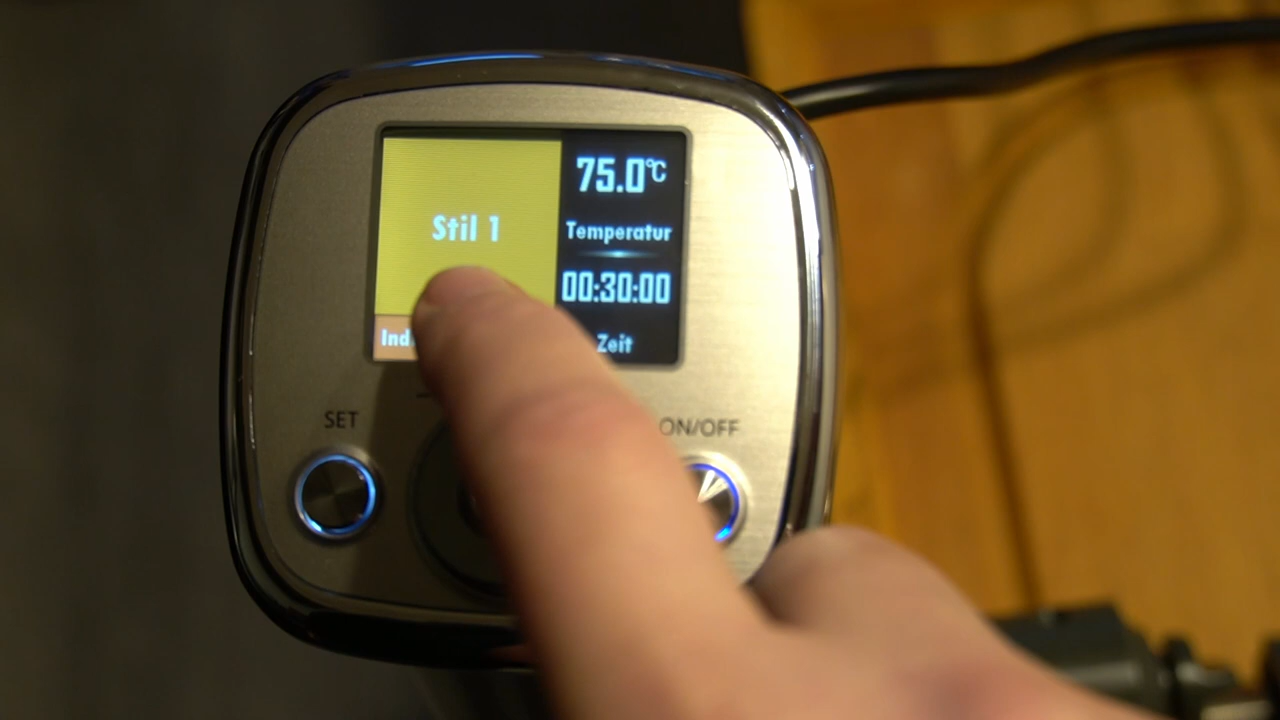 Stil 1
75.0°C
Temperatur
00:30:00
Zeit
SET
ON/OFF